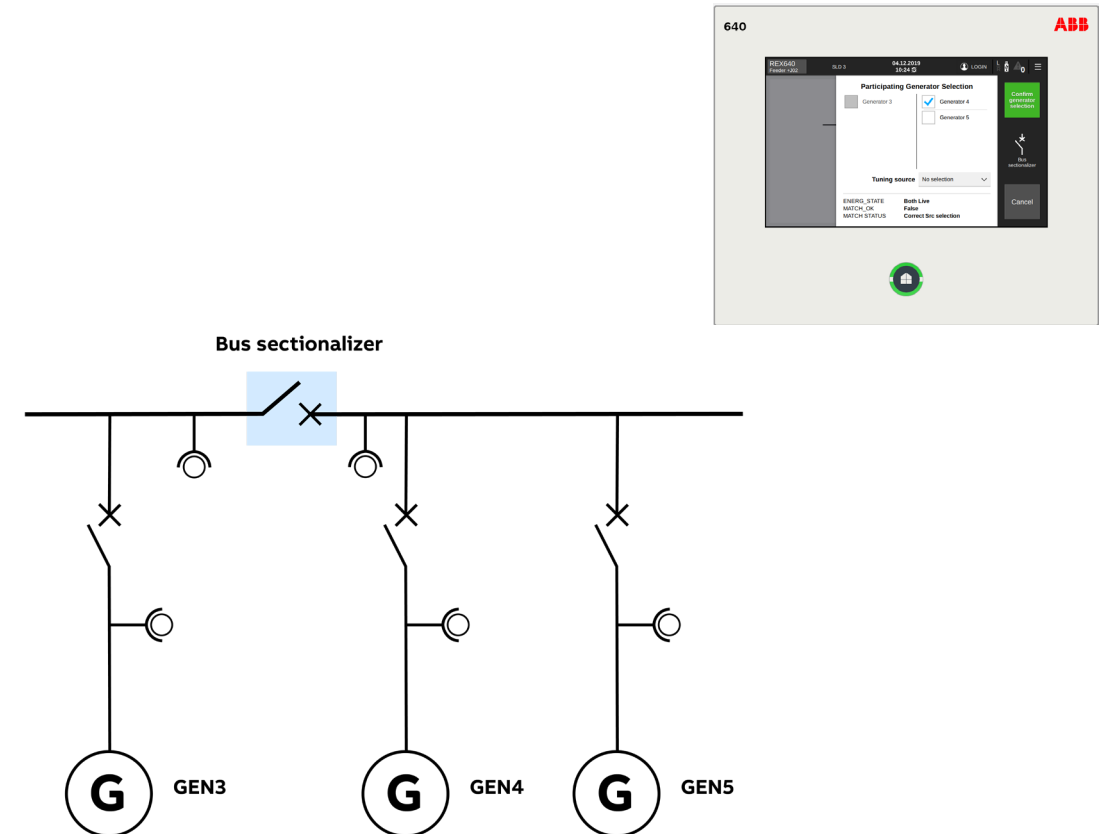 640
ABB
REX640
Feeder +J02
SLD 3
04.12.2019
10:24
LOGIN
L
0
Participating Generator Selection
Generator 3
Generator 4
Generator 5
Tuning source No selection
ENERG_STATE Both Live
MATCH_OK False
MATCH STATUS Correct Src selection
Confirm
generator
selection
Bus
sectionalizer
Cancel
Bus sectionalizer
G GEN3
G GEN4
G GEN5